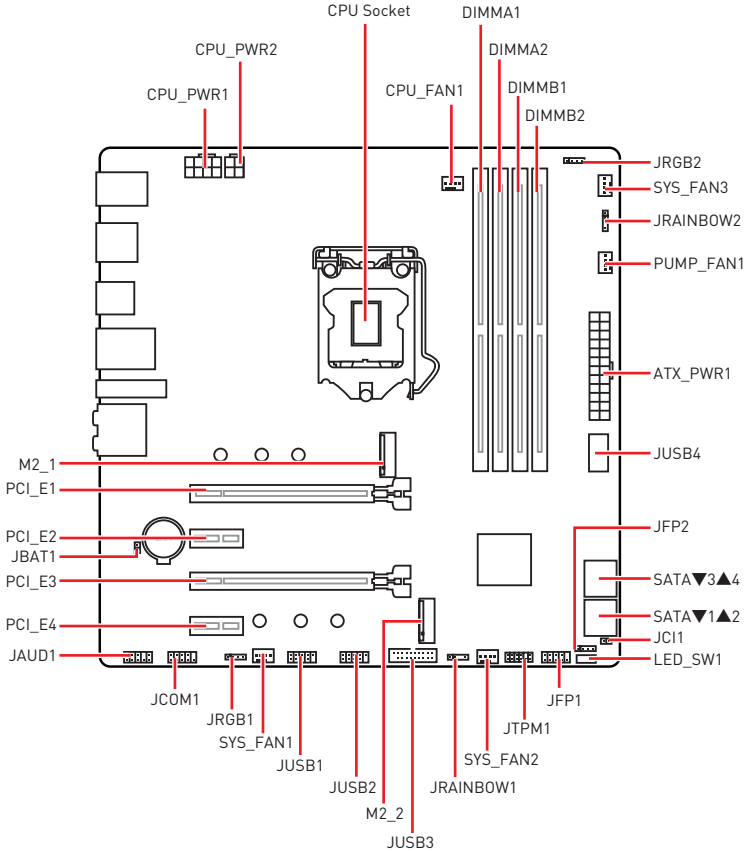 CPU Socket
DIMMA1
CPU_PWR2
DIMMA2
CPU_PWR1
CPU_FAN1
DIMMB1
DIMMB2
JRGB2
SYS_FAN3
JRAINBOW2
PUMP_FAN1
ATX_PWR1
JUSB4
M2_1
PCI_E1
JFP2
PCI_E2
JBAT1
PCI_E3
SATA▼3▲4
SATA▼1▲2
PCI_E4
JCI1
JAUD1
LED_SW1
JCOM1
JFP1
JRGB1
JTPM1
SYS_FAN1
SYS_FAN2
JUSB1
JUSB2
JRAINBOW1
M2_2
JUSB3